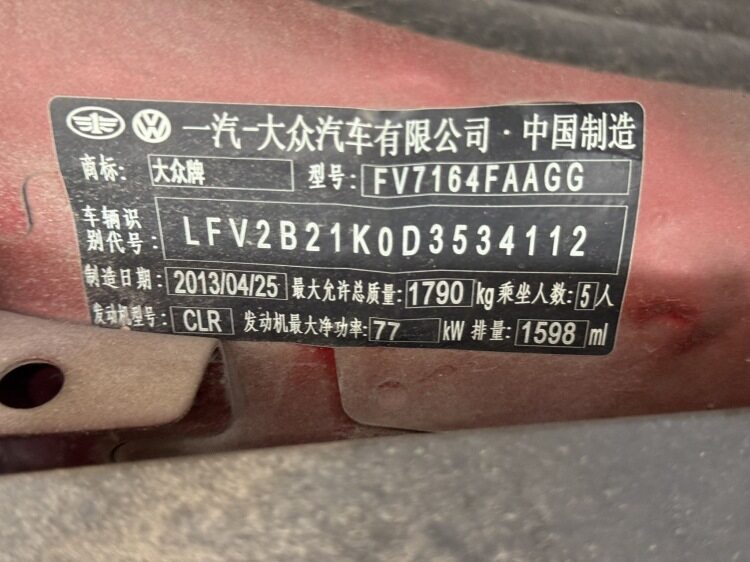 一汽-大众汽车有限公司·中国制造
商标: 大众牌 型号: FV7164FAAGG
车辆识别代号: LFV2B21K0D3534112
制造日期: 2013/04/25 最大允许总质量: 1790 kg 乘坐人数: 5 人
发动机型号: CLR 发动机最大净功率: 77 kW 排量: 1598 ml